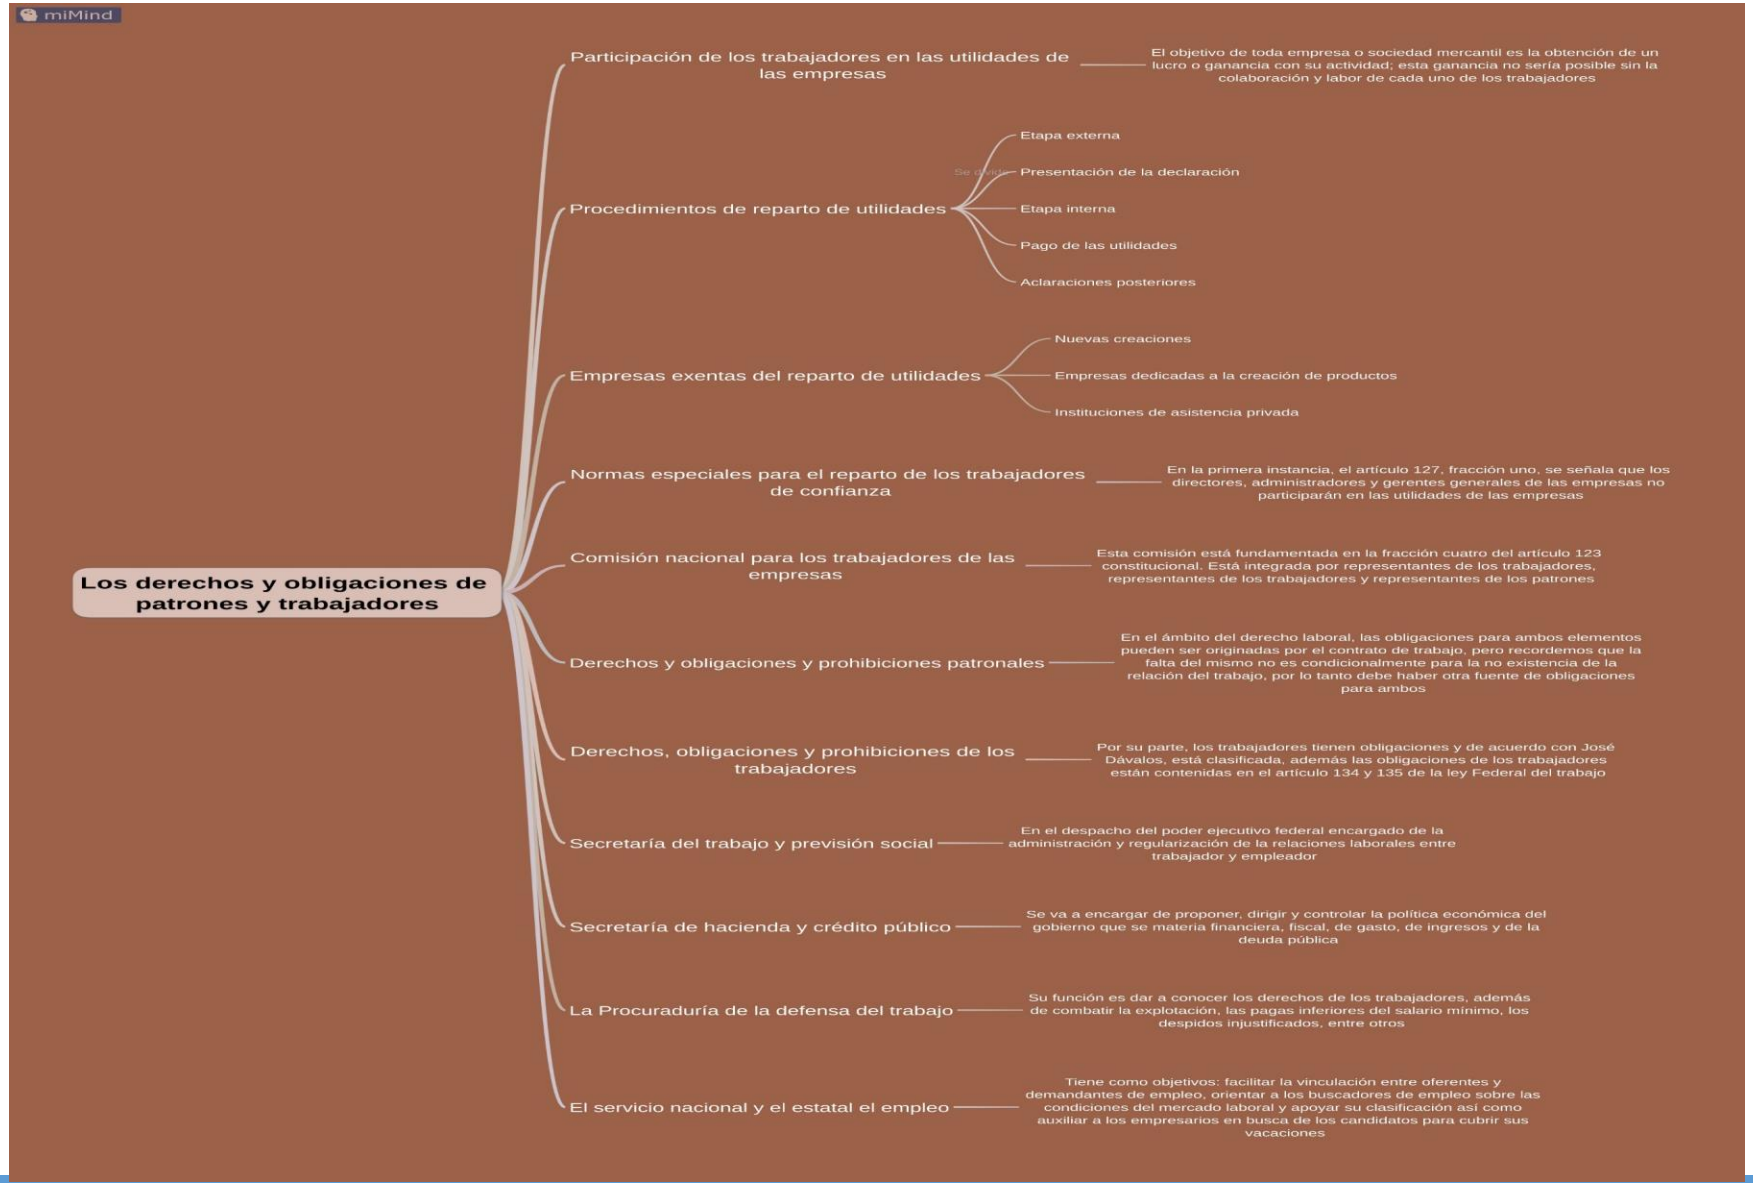 miMind
Participación de los trabajadores en las utilidades de
las empresas
El objetivo de toda empresa o sociedad mercantil es la obtención de un
lucro o ganancia con su actividad; esta ganancia no sería posible sin la
colaboración y labor de cada uno de los trabajadores
Procedimientos de reparto de utilidades
Se divide
Etapa externa
Presentación de la declaración
Etapa interna
Pago de las utilidades
Aclaraciones posteriores
Empresas exentas del reparto de utilidades
Nuevas creaciones
Empresas dedicadas a la creación de productos
Instituciones de asistencia privada
Normas especiales para el reparto de los trabajadores
de confianza
En la primera instancia, el artículo 127, fracción uno, se señala que los
directores, administradores y gerentes generales de las empresas no
participarán en las utilidades de las empresas
Los derechos y obligaciones de
patrones y trabajadores
Comisión nacional para los trabajadores de las
empresas
Esta comisión está fundamentada en la fracción cuatro del artículo 123
constitucional. Está integrada por representantes de los trabajadores,
representantes de los trabajadores y representantes de los patrones
Derechos y obligaciones y prohibiciones patronales
En el ámbito del derecho laboral, las obligaciones para ambos elementos
pueden ser originadas por el contrato de trabajo, pero recordemos que la
falta del mismo no es condicionalmente para la no existencia de la
relación del trabajo, por lo tanto debe haber otra fuente de obligaciones
para ambos
Derechos, obligaciones y prohibiciones de los
trabajadores
Por su parte, los trabajadores tienen obligaciones y de acuerdo con José
Dávalos, está clasificada, además las obligaciones de los trabajadores
están contenidas en el artículo 134 y 135 de la ley Federal del trabajo
Secretaría del trabajo y previsión social
En el despacho del poder ejecutivo federal encargado de la
administración y regularización de la relaciones laborales entre
trabajador y empleador
Secretaría de hacienda y crédito público
Se va a encargar de proponer, dirigir y controlar la política económica del
gobierno que se materia financiera, fiscal, de gasto, de ingresos y de la
deuda pública
La Procuraduría de la defensa del trabajo
Su función es dar a conocer los derechos de los trabajadores, además
de combatir la explotación, las pagas inferiores del salario mínimo, los
despidos injustificados, entre otros
El servicio nacional y el estatal el empleo
Tiene como objetivos: facilitar la vinculación entre oferentes y
demandantes de empleo, orientar a los buscadores de empleo sobre las
condiciones del mercado laboral y apoyar su clasificación así como
auxiliar a los empresarios en busca de los candidatos para cubrir sus
vacaciones